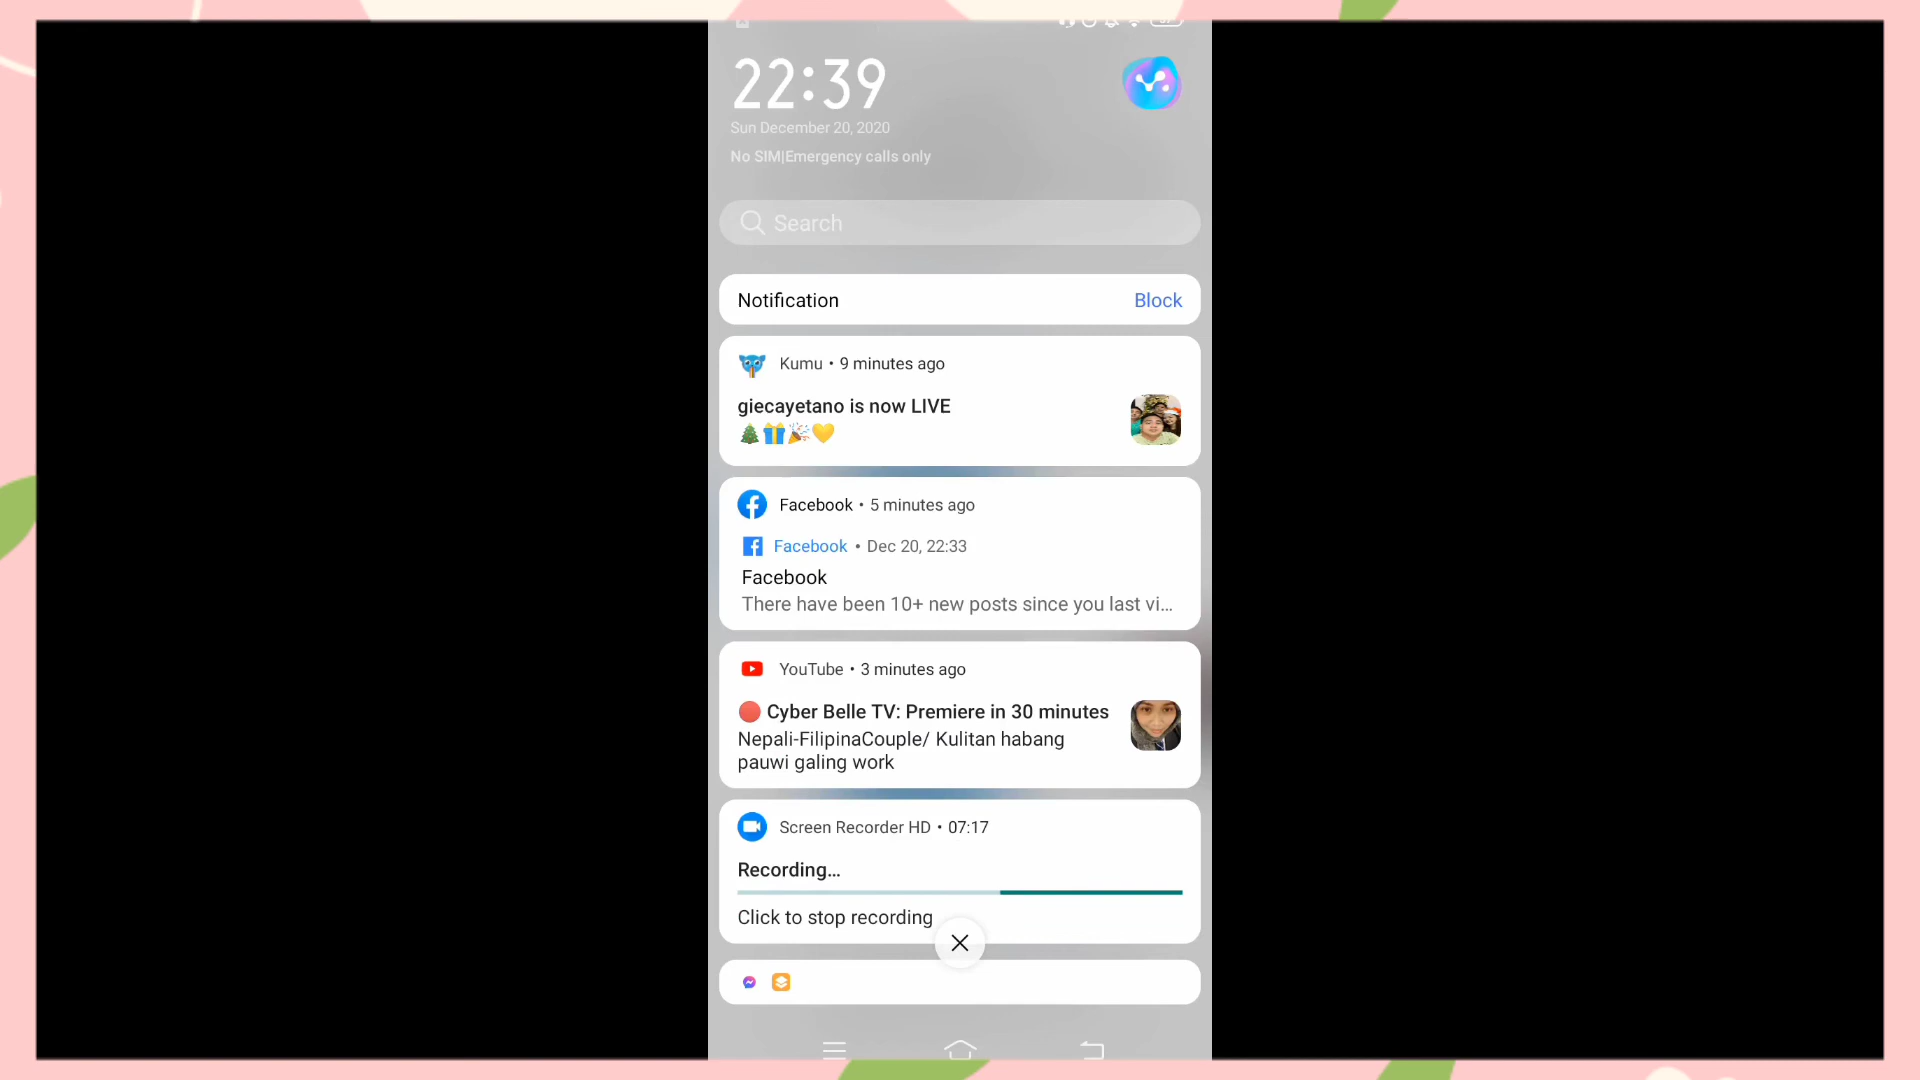 22:39
Sun December 20, 2020
No SIM|Emergency calls only
Search
Notification
Block
Kumu • 9 minutes ago
giecayetano is now LIVE
🎄🎁🎉💛
Facebook • 5 minutes ago
Facebook • Dec 20, 22:33
Facebook
There have been 10+ new posts since you last vi...
YouTube • 3 minutes ago
🔴 Cyber Belle TV: Premiere in 30 minutes
Nepali-FilipinaCouple/ Kulitan habang
pauwi galing work
Screen Recorder HD • 07:17
Recording...
Click to stop recording